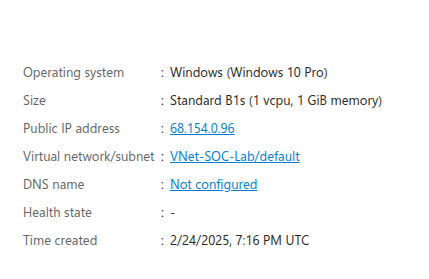 Operating system : Windows (Windows 10 Pro)
Size : Standard B1s (1 vcpu, 1 GiB memory)
Public IP address : 68.154.0.96
Virtual network/subnet : VNet-SOC-Lab/default
DNS name : Not configured
Health state : -
Time created : 2/24/2025, 7:16 PM UTC